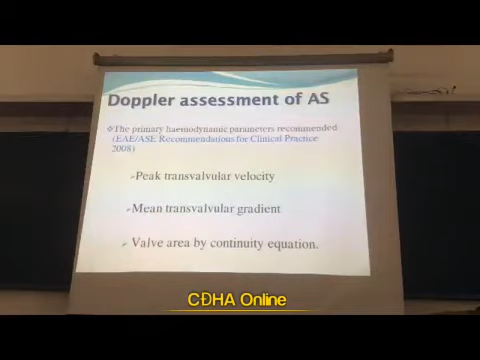 Doppler assessment of AS
❖The primary haemodynamic parameters recommended
(EAE/ASE Recommendations for Clinical Practice
2008)
➢Peak transvalvular velocity
➢Mean transvalvular gradient
➢ Valve area by continuity equation.
CĐHA Online